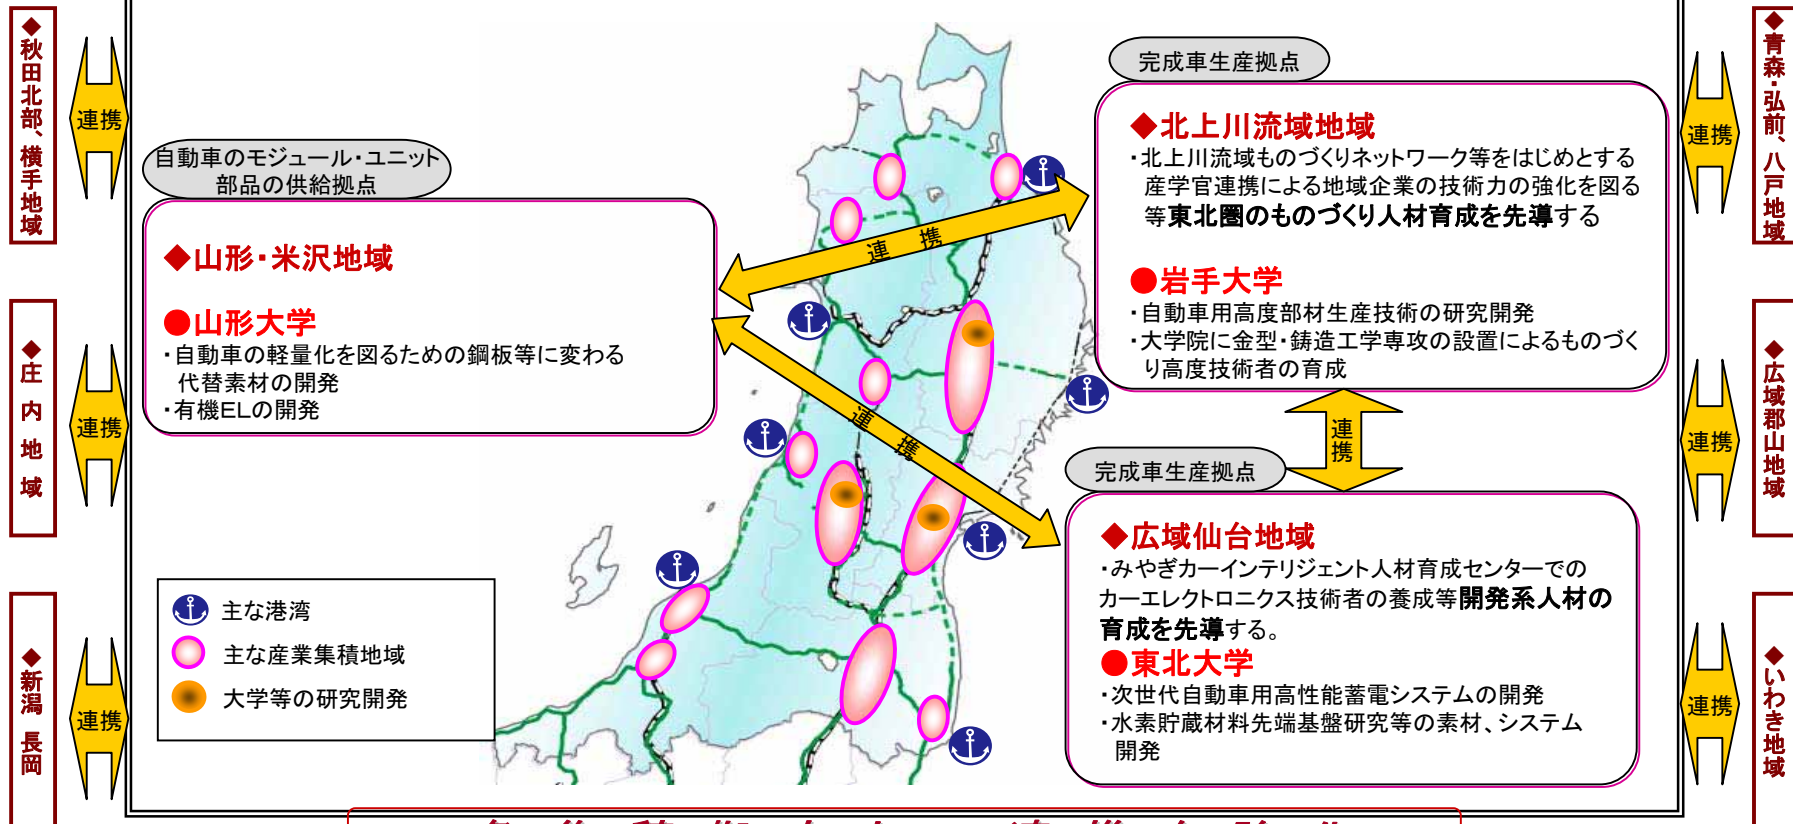 ◆秋田北部、横手地域
連携
◆庄内地域
連携
◆新潟 長岡
連携
自動車のモジュール・ユニット
部品の供給拠点
◆山形・米沢地域
●山形大学
・自動車の軽量化を図るための鋼板等に変わる
代替素材の開発
・有機ELの開発
主な港湾
主な産業集積地域
大学等の研究開発
連 携
連 携
完成車生産拠点
◆北上川流域地域
・北上川流域ものづくりネットワーク等をはじめとする
産学官連携による地域企業の技術力の強化を図る
等東北圏のものづくり人材育成を先導する
●岩手大学
・自動車用高度部材生産技術の研究開発
・大学院に金型・鋳造工学専攻の設置によるものづく
り高度技術者の育成
連携
完成車生産拠点
◆広域仙台地域
・みやぎカーインテリジェント人材育成センターでの
カーエレクトロニクス技術者の養成等開発系人材の
育成を先導する。
●東北大学
・次世代自動車用高性能蓄電システムの開発
・水素貯蔵材料先端基盤研究等の素材、システム
開発
連携
◆青森・弘前、八戸地域
連携
◆広域郡山地域
連携
◆いわき地域